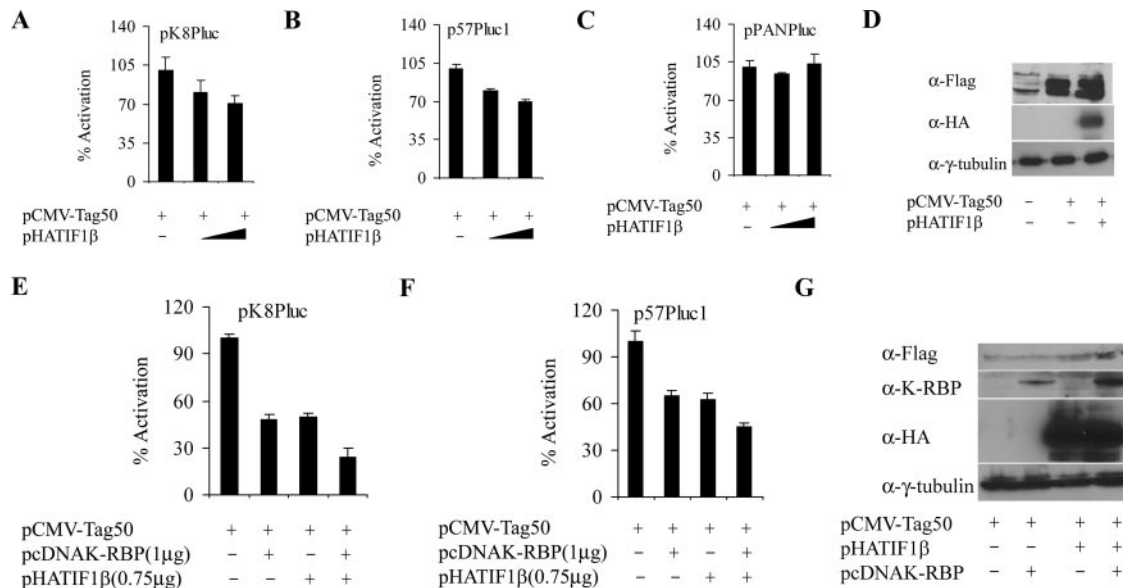 A
pK8Pluc
% Activation
140
105
70
35
0
pCMV-Tag50 + + +
pHATIF1β −
B
p57Pluc1
% Activation
140
105
70
35
0
pCMV-Tag50 + + +
pHATIF1β −
C
pPANPluc
% Activation
140
105
70
35
0
pCMV-Tag50 + + +
pHATIF1β −
D
α-Flag
α-HA
α-γ-tubulin
pCMV-Tag50 − + +
pHATIF1β − − +
E
pK8Pluc
% Activation
120
90
60
30
0
pCMV-Tag50 + + + +
pcDNAK-RBP(1µg) − + − +
pHATIF1β(0.75µg) − − + +
F
p57Pluc1
% Activation
120
90
60
30
0
pCMV-Tag50 + + + +
pcDNAK-RBP(1µg) − + − +
pHATIF1β(0.75µg) − − + +
G
α-Flag
α-K-RBP
α-HA
α-γ-tubulin
pCMV-Tag50 + + + +
pHATIF1β − − + +
pcDNAK-RBP − + − +